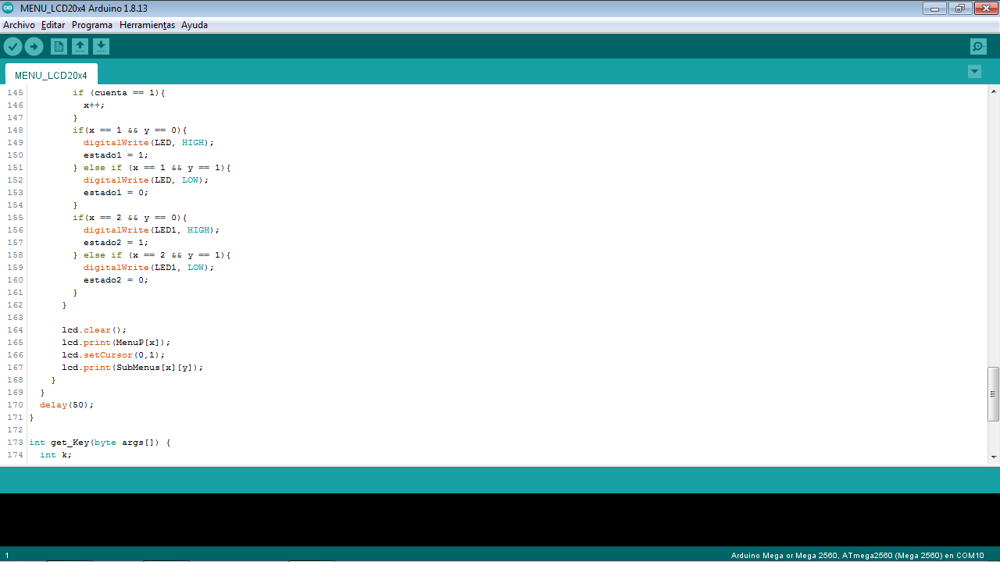 MENU_LCD20x4 Arduino 1.8.13
Archivo Editar Programa Herramientas Ayuda
MENU_LCD20x4
145 if (cuenta == 1){
146 x++;
147 }
148 if(x == 1 && y == 0){
149 digitalWrite(LED, HIGH);
150 estado1 = 1;
151 } else if (x == 1 && y == 1){
152 digitalWrite(LED, LOW);
153 estado1 = 0;
154 }
155 if(x == 2 && y == 0){
156 digitalWrite(LED1, HIGH);
157 estado2 = 1;
158 } else if (x == 2 && y == 1){
159 digitalWrite(LED1, LOW);
160 estado2 = 0;
161 }
162 }
163
164 lcd.clear();
165 lcd.print(MenuP[x]);
166 lcd.setCursor(0,1);
167 lcd.print(SubMenus[x][y]);
168 }
169 }
170 delay(50);
171 }
172
173 int get_Key(byte args[]) {
174 int k;
1 Arduino Mega or Mega 2560, ATmega2560 (Mega 2560) en COM10